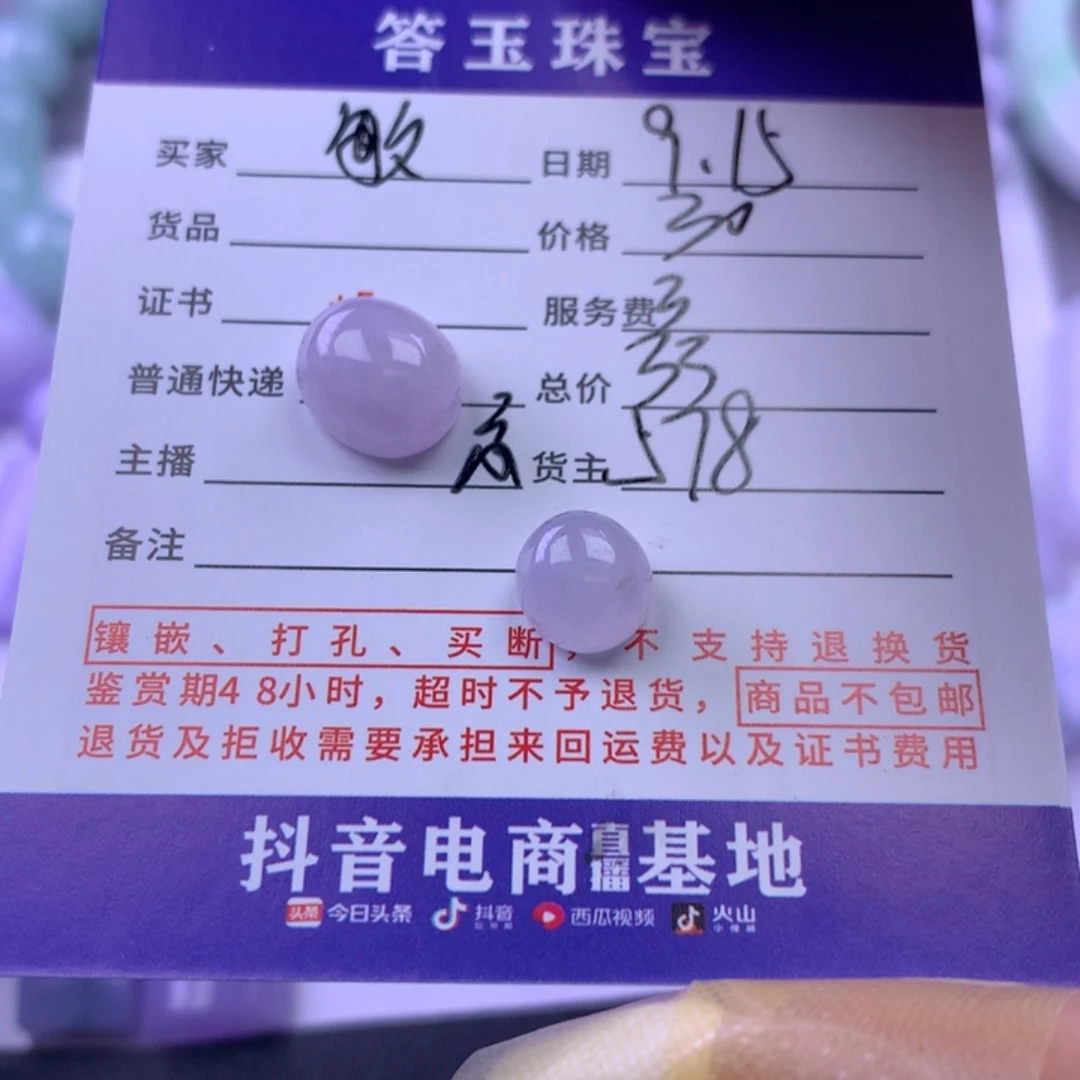 答玉珠宝
买家 敏 日期 9.15
货品 价格 30
证书 服务费 3
普通快递 总价 33
主播 货主 578
备注
镶嵌、打孔、买断，不支持退换货
鉴赏期48小时，超时不予退货，商品不包邮
退货及拒收需要承担来回运费以及证书费用
抖音电商直播基地
头条 今日头条 抖音 西瓜视频 火山